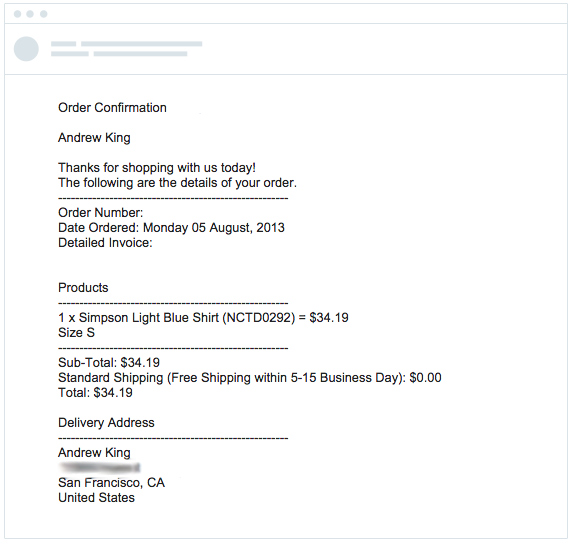 Order Confirmation
Andrew King
Thanks for shopping with us today!
The following are the details of your order.
------------------------------------------------------
Order Number:
Date Ordered: Monday 05 August, 2013
Detailed Invoice:
Products
------------------------------------------------------
1 x Simpson Light Blue Shirt (NCTD0292) = $34.19
Size S
------------------------------------------------------
Sub-Total: $34.19
Standard Shipping (Free Shipping within 5-15 Business Day): $0.00
Total: $34.19
Delivery Address
------------------------------------------------------
Andrew King
San Francisco, CA
United States